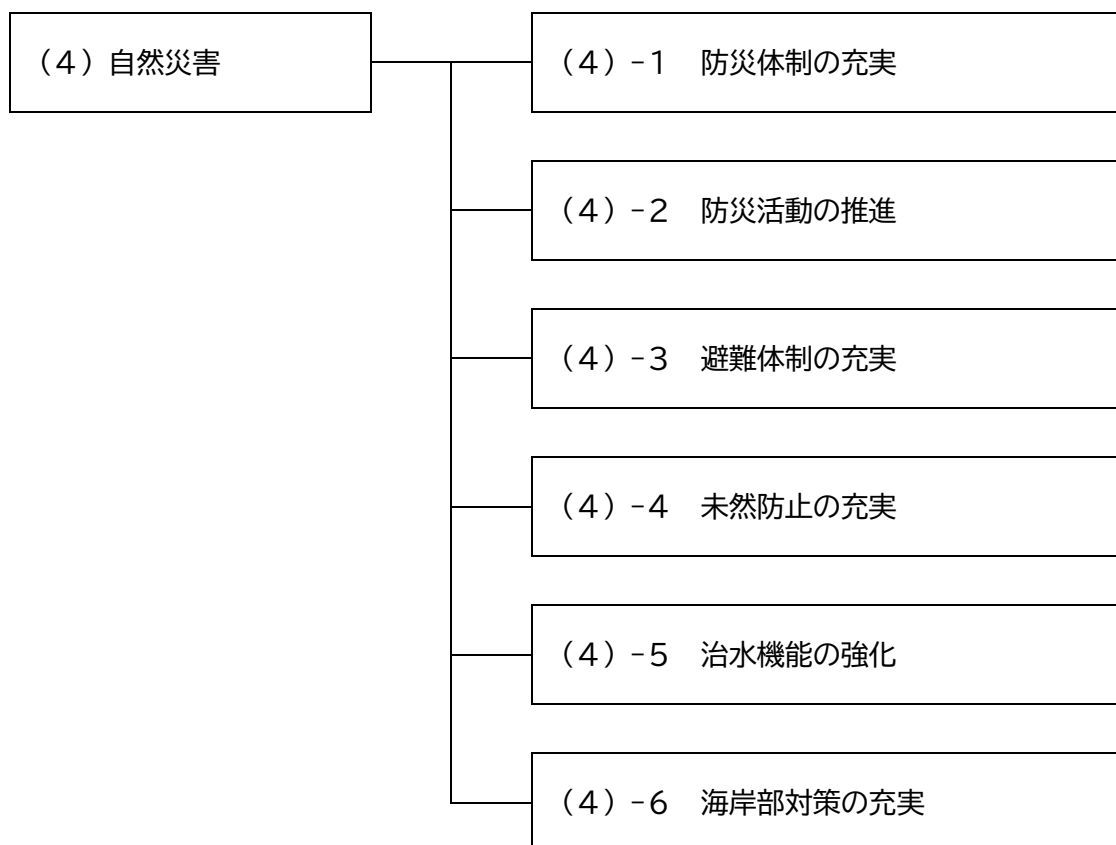 （４）自然災害
（４）－１　防災体制の充実
（４）－２　防災活動の推進
（４）－３　避難体制の充実
（４）－４　未然防止の充実
（４）－５　治水機能の強化
（４）－６　海岸部対策の充実